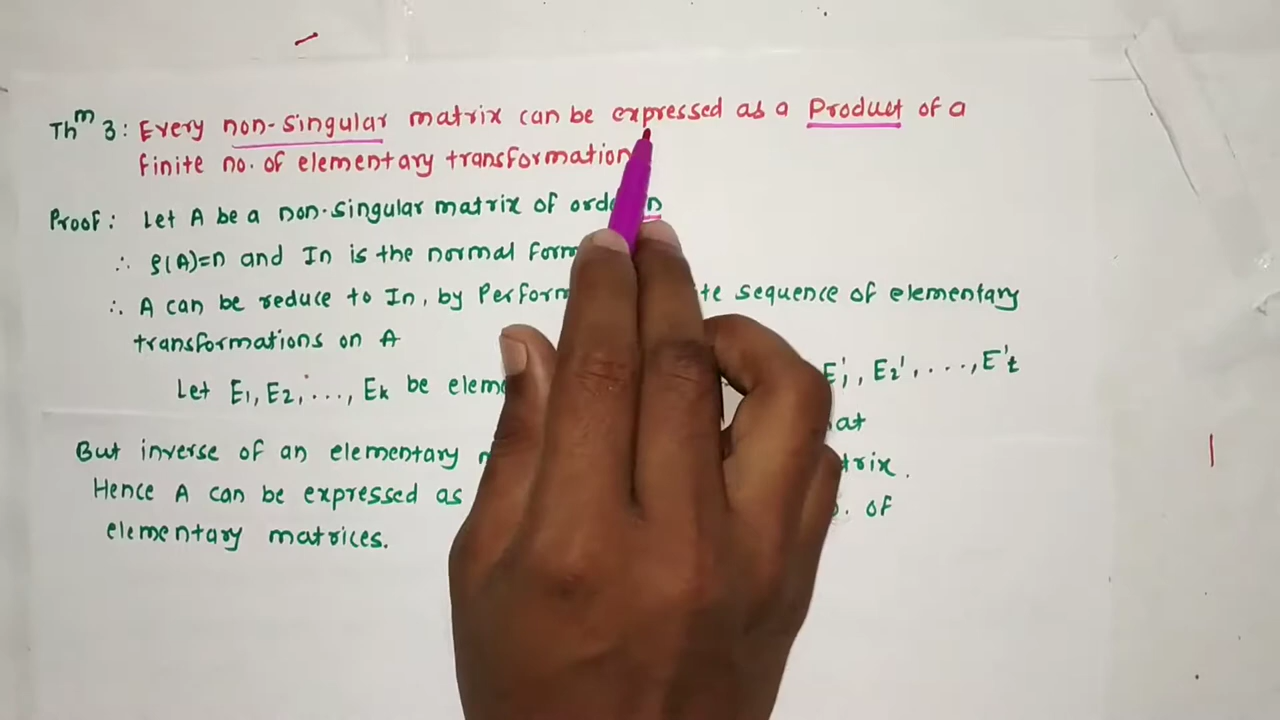 Thm 3: Every non-singular matrix can be expressed as a Product of a
finite no. of elementary transformation
Proof: Let A be a non-singular matrix of order n
∴ ρ(A)=n and In is the normal form
∴ A can be reduce to In, by Perform te sequence of elementary
transformations on A
Let E1, E2, ..., Ek be eleme E1', E2', ...., E't
at
But inverse of an elementary trix.
Hence A can be expressed as of
elementary matrices.